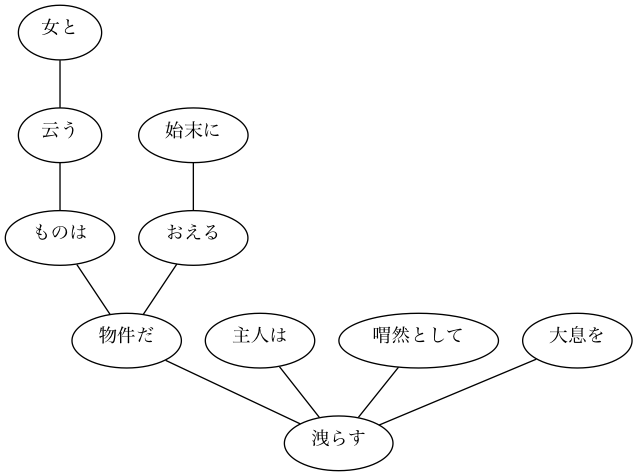 女と
云う
始末に
ものは
おえる
物件だ
主人は
喟然として
大息を
洩らす